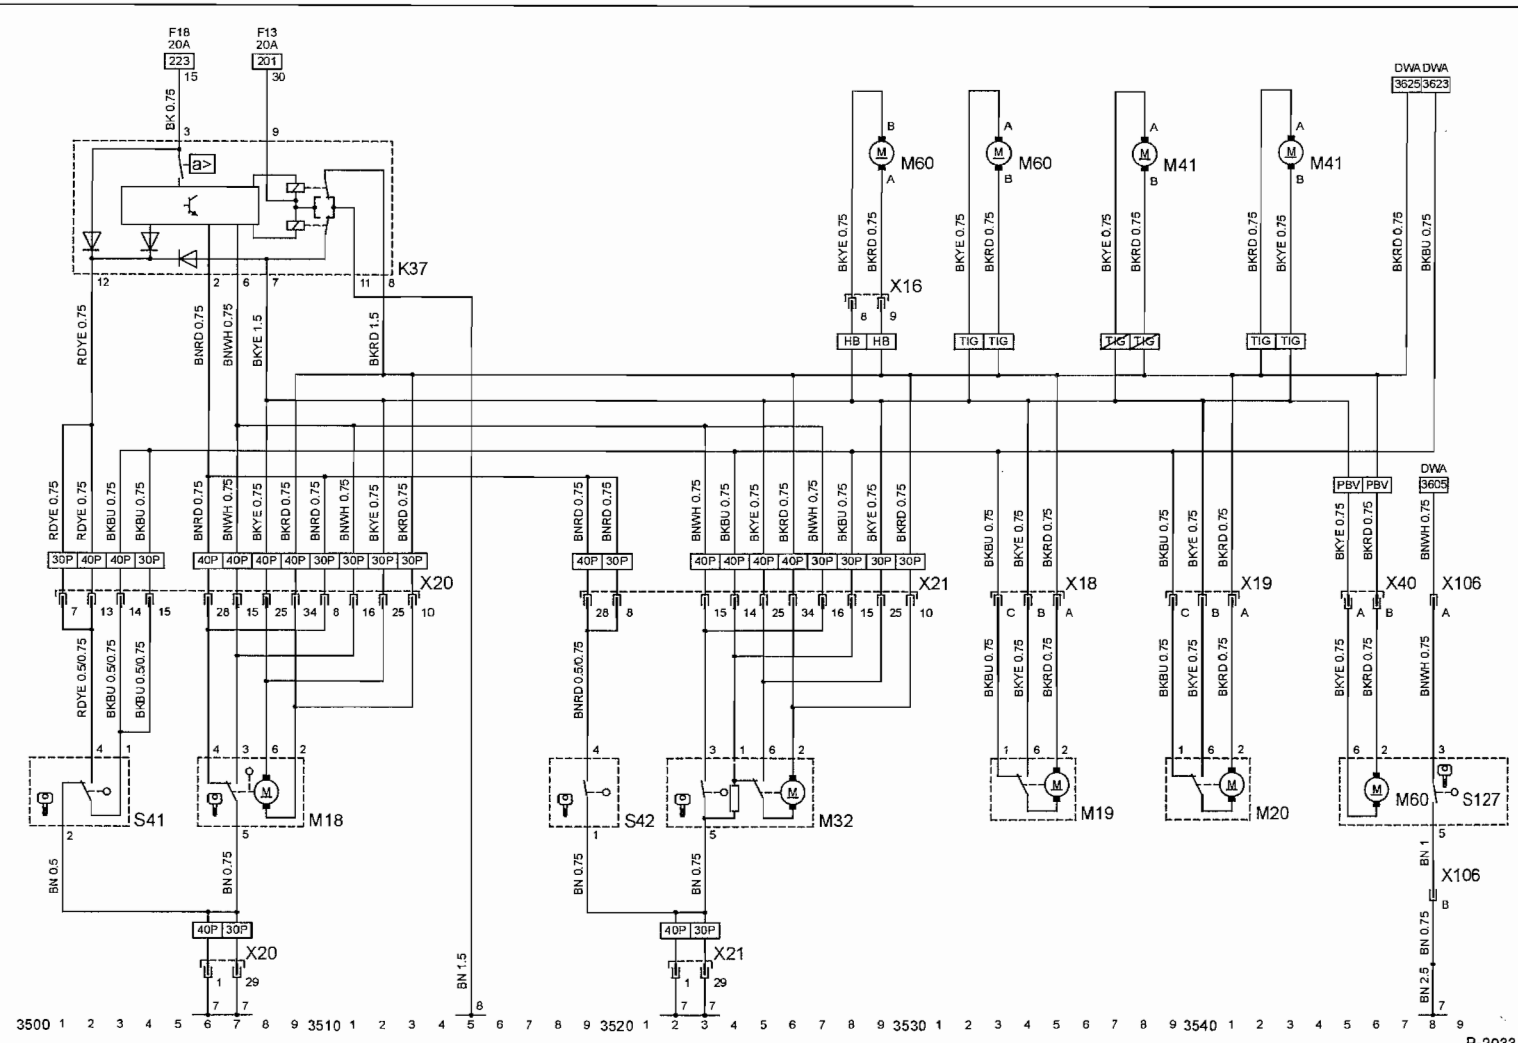 F18 F13 DWA DWA
20A 20A 3625 3623
223 201
15 30
BK 0.75
3 9
a>
B A A A
M M M M
M60 M60 M41 M41
A B B B
K37
12 2 6 7 11 8
BKYE 0.75 BKRD 0.75 BKYE 0.75 BKRD 0.75 BKYE 0.75 BKRD 0.75 BKRD 0.75 BKYE 0.75 BKRD 0.75 BKBU 0.75
X16
8 9
RDYE 0.75 BNRD 0.75 BNWH 0.75 BKYE 1.5 BKRD 1.5
HB HB TIG TIG TIG TIG TIG TIG
DWA
PBV PBV 3605
RDYE 0.75 RDYE 0.75 BKBU 0.75 BKBU 0.75 BNRD 0.75 BNWH 0.75 BKYE 0.75 BKRD 0.75 BNRD 0.75 BNWH 0.75 BKYE 0.75 BKRD 0.75 BNRD 0.75 BNRD 0.75 BNWH 0.75 BKBU 0.75 BKYE 0.75 BKRD 0.75 BNWH 0.75 BKBU 0.75 BKYE 0.75 BKRD 0.75 BKBU 0.75 BKYE 0.75 BKRD 0.75 BKBU 0.75 BKYE 0.75 BKRD 0.75 BKYE 0.75 BKRD 0.75 BNWH 0.75
30P 40P 40P 30P 40P 40P 40P 40P 30P 30P 30P 30P 40P 30P 40P 40P 40P 40P 30P 30P 30P 30P
X20 X21 X18 X19 X40 X106
7 13 14 15 28 15 25 34 8 16 25 10 28 8 15 14 25 34 16 15 25 10 C B A C B A A B A
RDYE 0.5/0.75 BKBU 0.5/0.75 BKBU 0.5/0.75 BNRD 0.5/0.75 BKBU 0.75 BKYE 0.75 BKRD 0.75 BKBU 0.75 BKYE 0.75 BKRD 0.75 BKYE 0.75 BKRD 0.75 BNWH 0.75
4 1 4 3 6 2 4 3 1 6 2 1 6 2 1 6 2 6 2 3
M M M M M
S41 M18 S42 M32 M19 M20 M60 S127
2 5 1 5 5
BN 0.5 BN 0.75 BN 0.75 BN 0.75 BN 1
X106
B
40P 30P 40P 30P
X20 X21
1 29 1 29
BN 1.5 BN 0.75
BN 2.5
7 7 8 7 7 7
3500 1 2 3 4 5 6 7 8 9 3510 1 2 3 4 5 6 7 8 9 3520 1 2 3 4 5 6 7 8 9 3530 1 2 3 4 5 6 7 8 9 3540 1 2 3 4 5 6 7 8 9